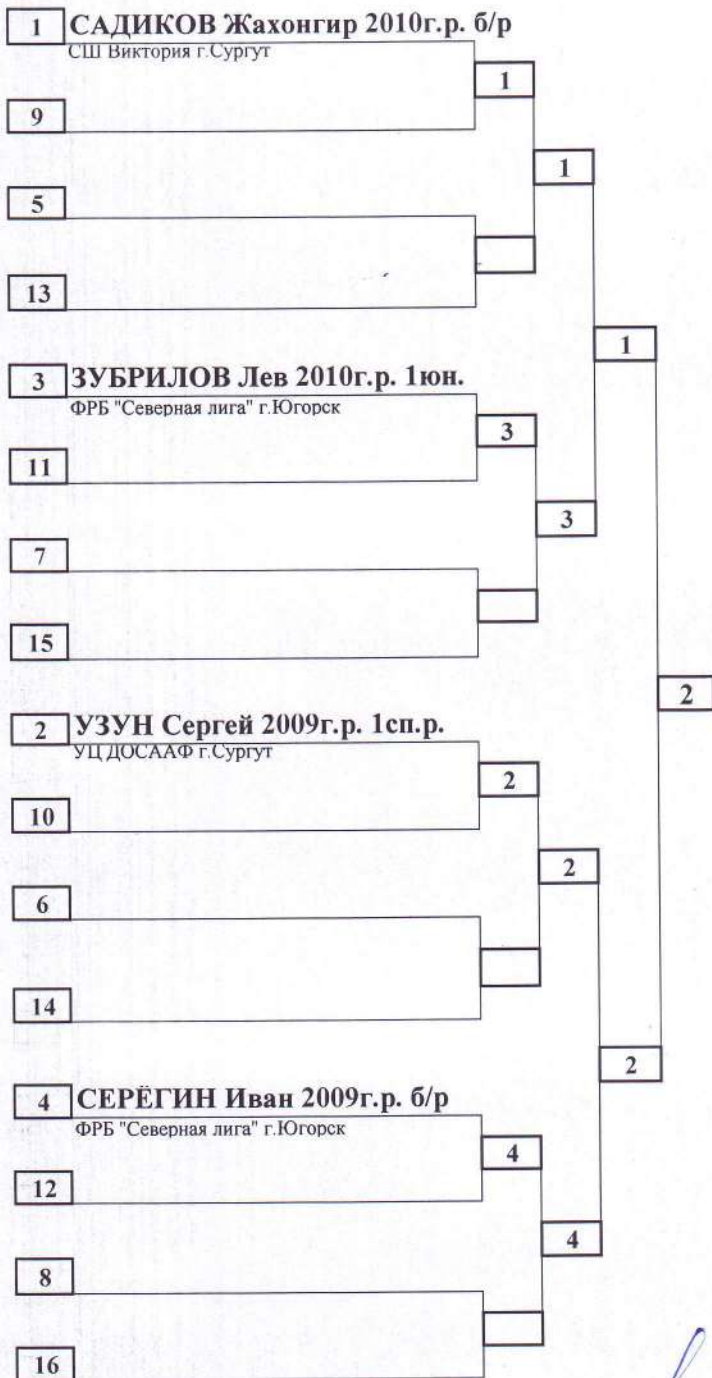 1 САДИКОВ Жахонгир 2010г.р. б/р
СШ Виктория г.Сургут
1
9
1
5
13
1
3 ЗУБРИЛОВ Лев 2010г.р. 1юн.
ФРБ "Северная лига" г.Югорск
3
11
3
7
15
2
2 УЗУН Сергей 2009г.р. 1сп.р.
УЦ ДОСААФ г.Сургут
2
10
2
6
14
2
4 СЕРЁГИН Иван 2009г.р. б/р
ФРБ "Северная лига" г.Югорск
4
12
4
8
16